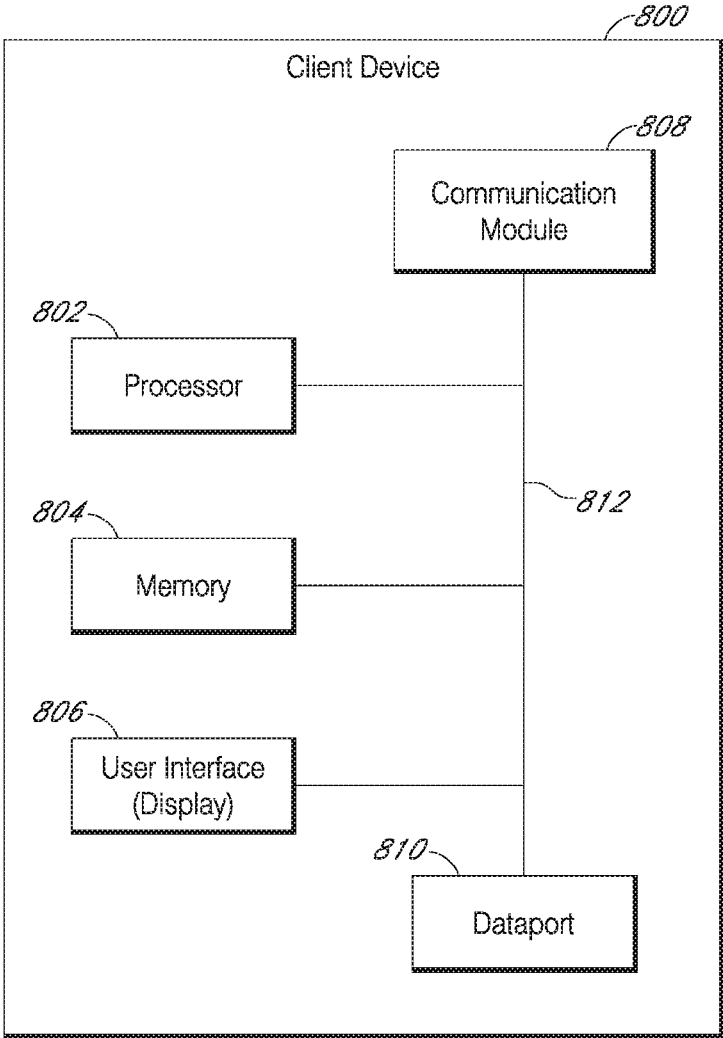 800
Client Device
808
Communication
Module
802
Processor
812
804
Memory
806
User Interface
(Display)
810
Dataport